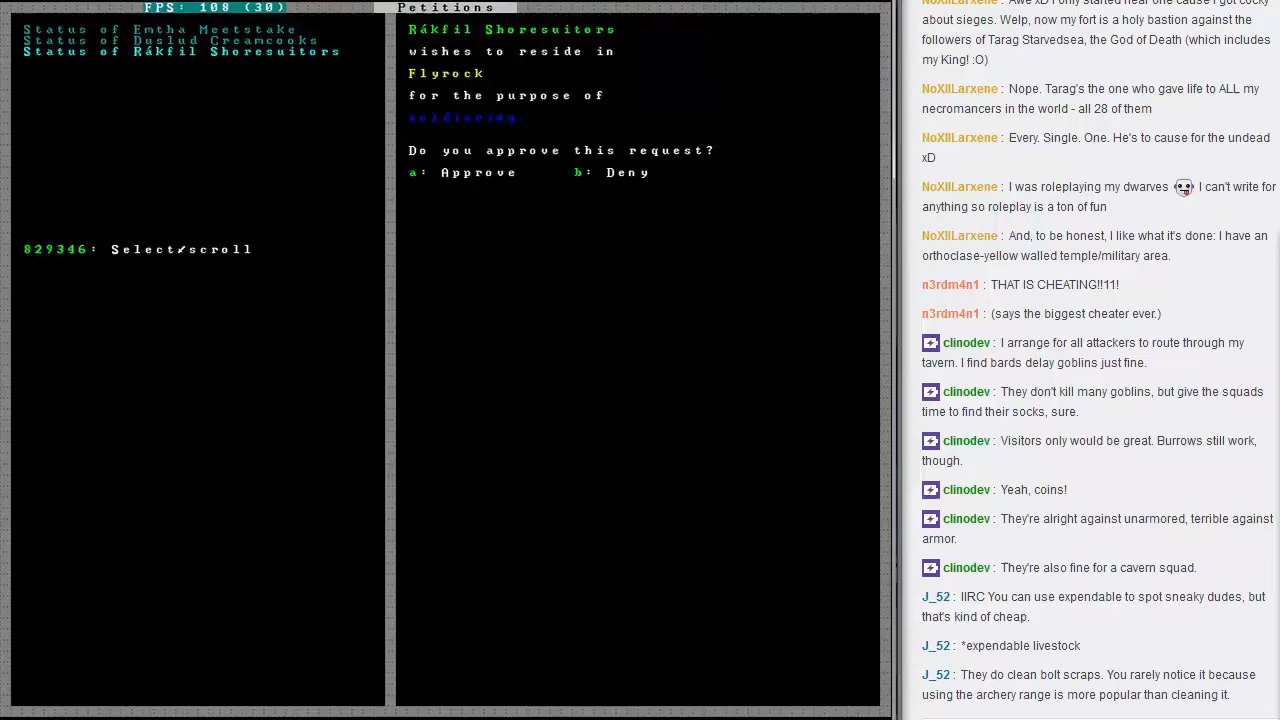 FPS: 108 (30)
Petitions
Status of Emtha Meetstake
Status of Duslud Creamcooks
Status of Rákfil Shoresuitors
829346: Select/scroll
Rákfil Shoresuitors
wishes to reside in
Flyrock
for the purpose of
soldiering.
Do you approve this request?
a: Approve b: Deny
about sieges. Welp, now my fort is a holy bastion against the
followers of Tarag Starvedseed the God of Death (which includes
my King! :O)
NoXIILarxene : Nope. Tarag's the one who give life to ALL my
necromancers in the world - all 28 of them
NoXIILarxene : Every. Single. One. He's to cause for the undead
xD
NoXIILarxene : I was roleplaying my dwarves I can't write for
anything so roleplay is a ton of fun
NoXIILarxene : And, to be honest, I like what it's done: I have an
orthoclase-yellow walled temple/military area.
n3rdm4n1 : THAT IS CHEATING!!11!
n3rdm4n1 : (says the biggest cheater ever.)
clinodev : I arrange for all attackers to route through my
tavern. I find bards delay goblins just fine.
clinodev : They don't kill many goblins, but give the squads
time to find their socks, sure.
clinodev : Visitors only would be great. Burrows still work,
though.
clinodev : Yeah, coins!
clinodev : They're alright against unarmored, terrible against
armor.
clinodev : They're also fine for a cavern squad.
J_52 : IIRC You can use expendable to spot sneaky dudes, but
that's kind of cheap.
J_52 : *expendable livestock
J_52 : They do clean bolt scraps. You rarely notice it because
using the archery range is more popular than cleaning it.